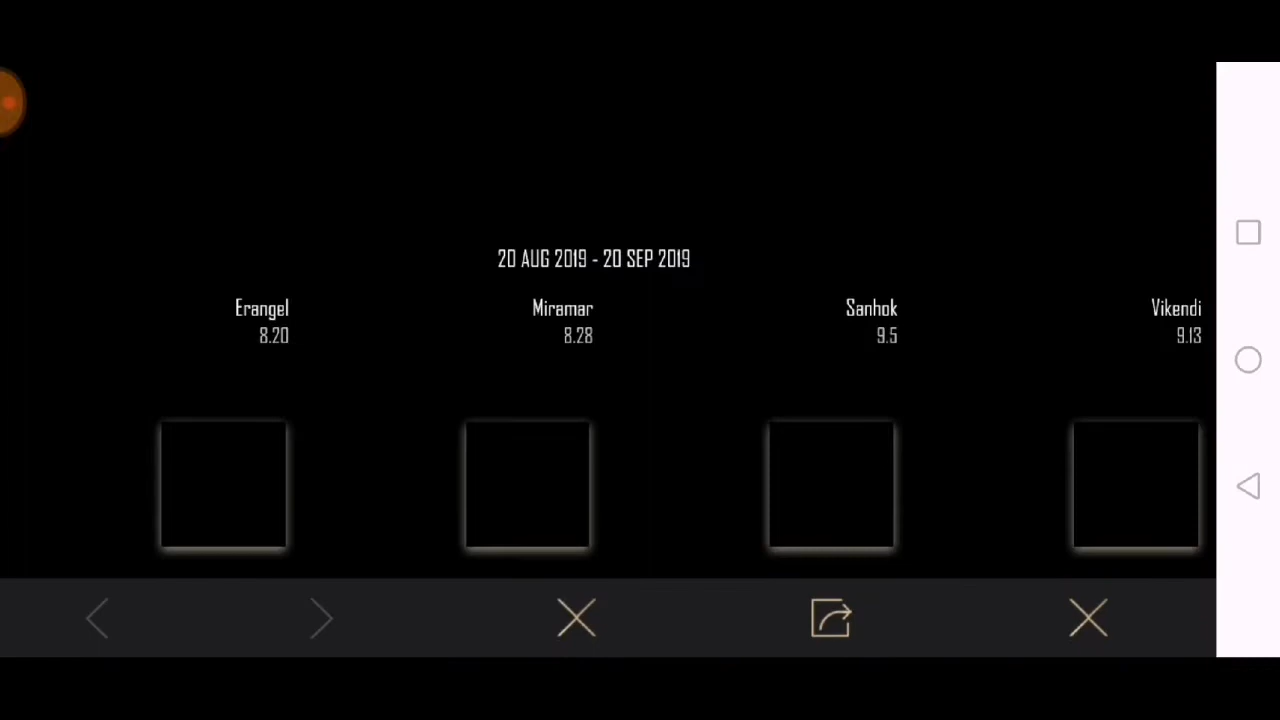 20 AUG 2019 - 20 SEP 2019
Erangel
8.20
Miramar
8.28
Sanhok
9.5
Vikendi
9.13